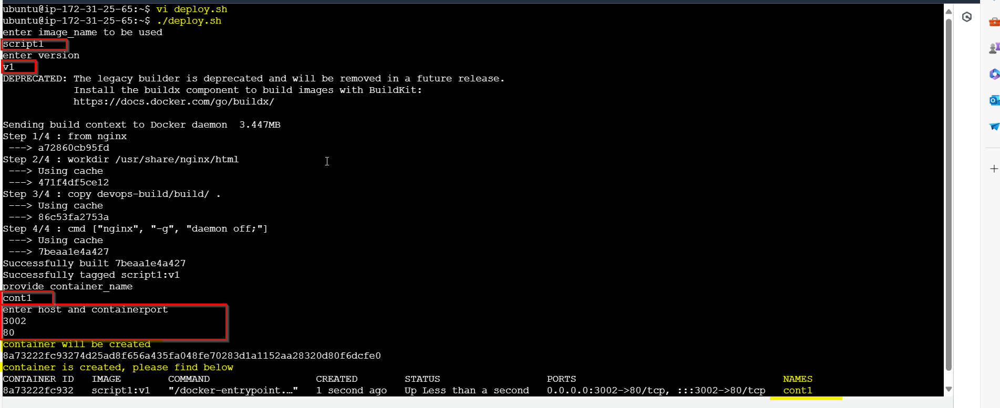 ubuntu@ip-172-31-25-65:~$ vi deploy.sh
ubuntu@ip-172-31-25-65:~$ ./deploy.sh
enter image_name to be used
script1
enter version
v1
DEPRECATED: The legacy builder is deprecated and will be removed in a future release.
            Install the buildx component to build images with BuildKit:
            https://docs.docker.com/go/buildx/
Sending build context to Docker daemon  3.447MB
Step 1/4 : from nginx
 ---> a72860cb95fd
Step 2/4 : workdir /usr/share/nginx/html
 ---> Using cache
 ---> 471f4df5ce12
Step 3/4 : copy devops-build/build/ .
 ---> Using cache
 ---> 86c53fa2753a
Step 4/4 : cmd ["nginx", "-g", "daemon off;"]
 ---> Using cache
 ---> 7beaa1e4a427
Successfully built 7beaa1e4a427
Successfully tagged script1:v1
provide container_name
cont1
enter host and containerport
3002
80
container will be created
8a73222fc93274d25ad8f656a435fa048fe70283d1a1152aa28320d80f6dcfe0
container is created, please find below
CONTAINER ID   IMAGE        COMMAND                  CREATED        STATUS                  PORTS                                   NAMES
8a73222fc932   script1:v1   "/docker-entrypoint.…"   1 second ago   Up Less than a second   0.0.0.0:3002->80/tcp, :::3002->80/tcp   cont1